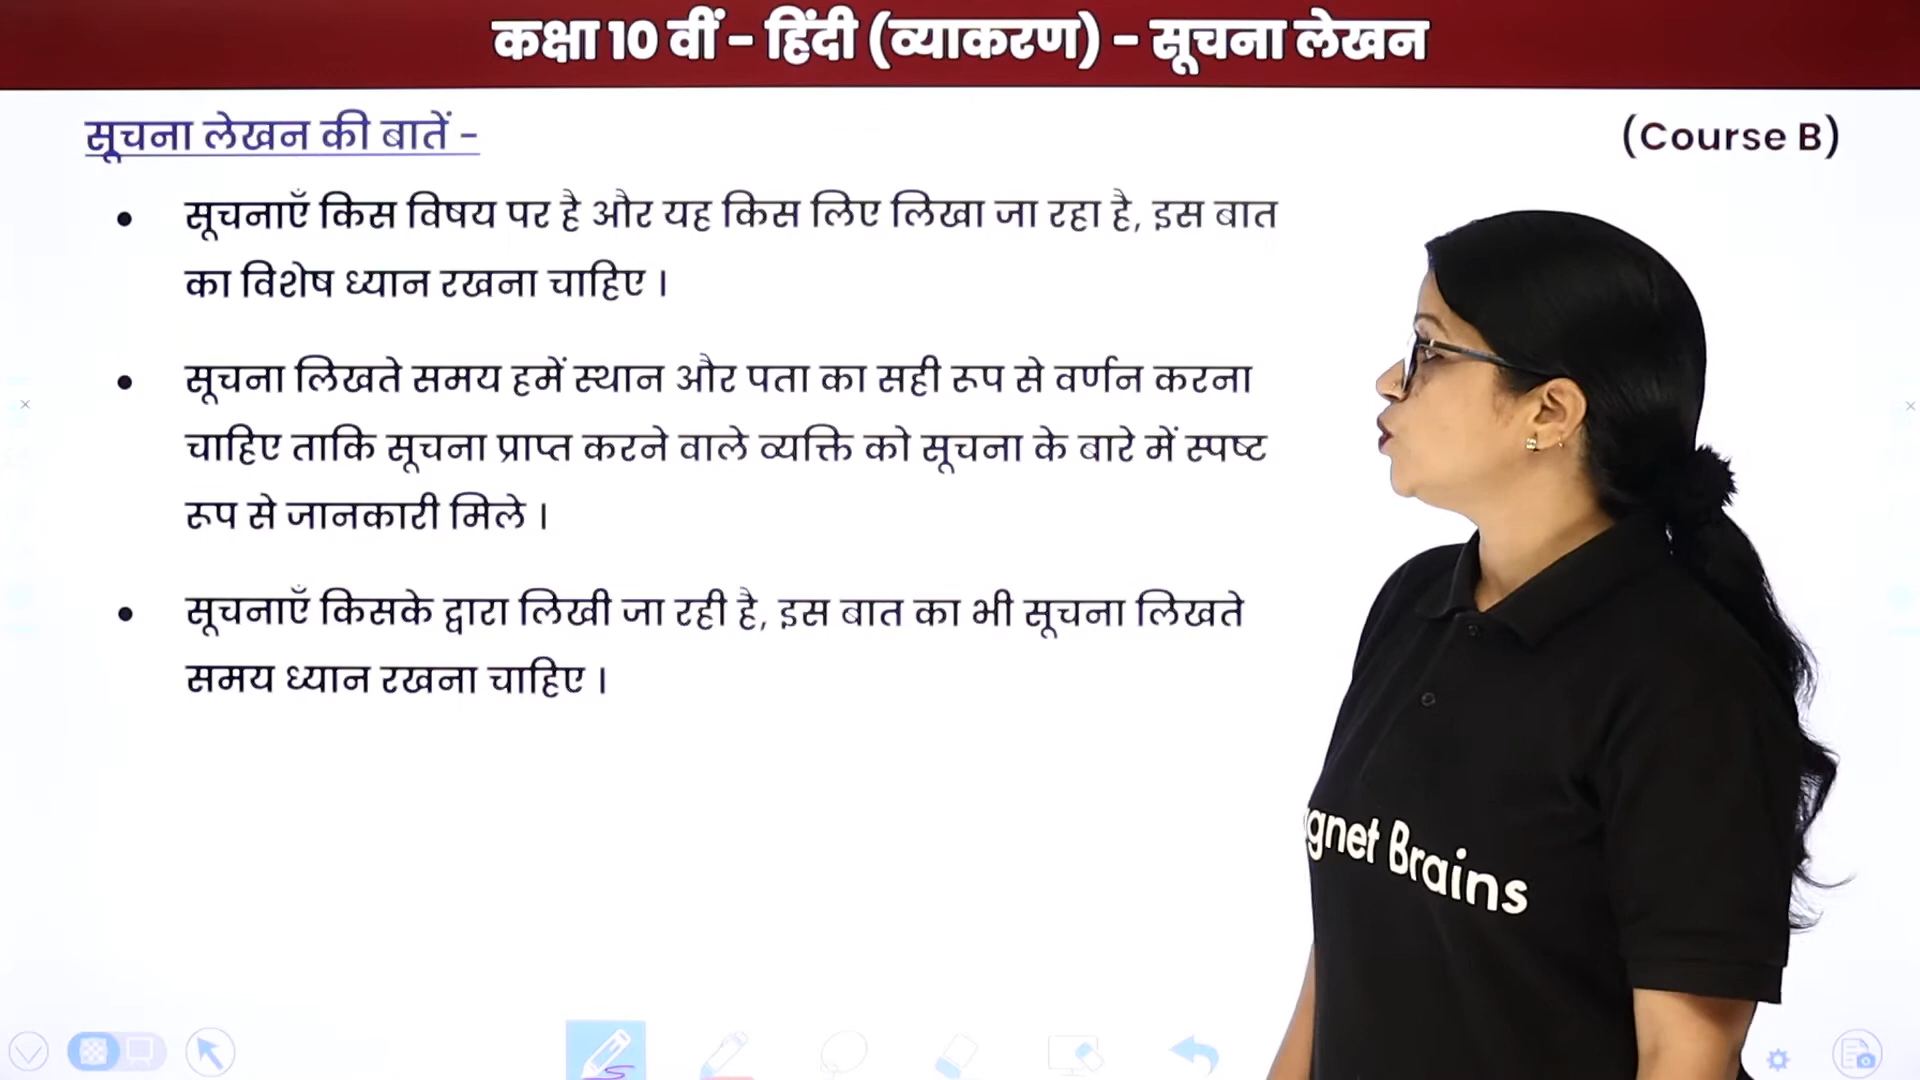 कक्षा 10 वीं - हिंदी (व्याकरण) - सूचना लेखन
सूचना लेखन की बातें -
(Course B)
• सूचनाएँ किस विषय पर है और यह किस लिए लिखा जा रहा है, इस बात
का विशेष ध्यान रखना चाहिए ।
• सूचना लिखते समय हमें स्थान और पता का सही रूप से वर्णन करना
चाहिए ताकि सूचना प्राप्त करने वाले व्यक्ति को सूचना के बारे में स्पष्ट
रूप से जानकारी मिले ।
• सूचनाएँ किसके द्वारा लिखी जा रही है, इस बात का भी सूचना लिखते
समय ध्यान रखना चाहिए ।
gnet Brains